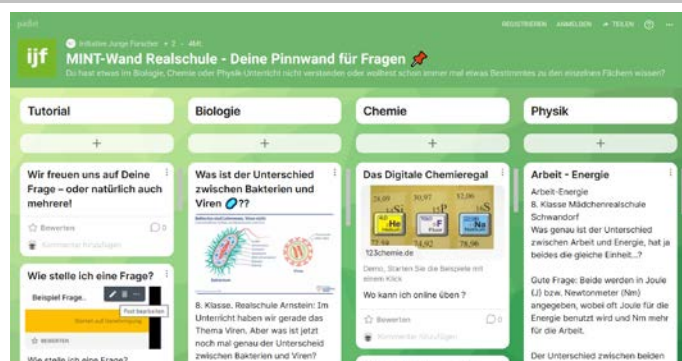 padlet
REGISTRIEREN ANMELDEN TEILEN
ijf
Initiative Junge Forscher + 2 • 46ft.
MINT-Wand Realschule - Deine Pinnwand für Fragen 📌
Du hast etwas im Biologie, Chemie oder Physik Unterricht nicht verstanden oder wolltest schon immer mal etwas Bestimmtes zu den einzelnen Fächern wissen?
Tutorial
+
Wir freuen uns auf Deine
Frage – oder natürlich auch
mehrere!
Bewerten 0
Kommentar hinzufügen
Wie stelle ich eine Frage?
Beispiel Frage..
Post bearbeiten
BEWERTEN
Wie stelle ich eine Frage?
Biologie
+
Was ist der Unterschied
zwischen Bakterien und
Viren 🦠??
8. Klasse. Realschule Arnstein: Im
Unterricht haben wir gerade das
Thema Viren. Aber was ist jetzt
noch mal genau der Unterscheid
zwischen Bakterien und Viren?
Chemie
+
Das Digitale Chemieregal
30,97
He
F
Na
74,92 78,96
123chemie.de
Demo, Starten Sie die Beispiele mit
einem Klick
Wo kann ich online üben ?
Bewerten 0
Kommentar hinzufügen
Physik
+
Arbeit - Energie
Arbeit-Energie
8. Klasse Mädchenrealschule
Schwandorf
Was genau ist der Unterschied
zwischen Arbeit und Energie, hat ja
beides die gleiche Einheit...?
Gute Frage: Beide werden in Joule
(J) bzw. Newtonmeter (Nm)
angegeben, wobei oft Joule für die
Energie benutzt wird und Nm mehr
für die Arbeit.
Der Unterschied zwischen beiden